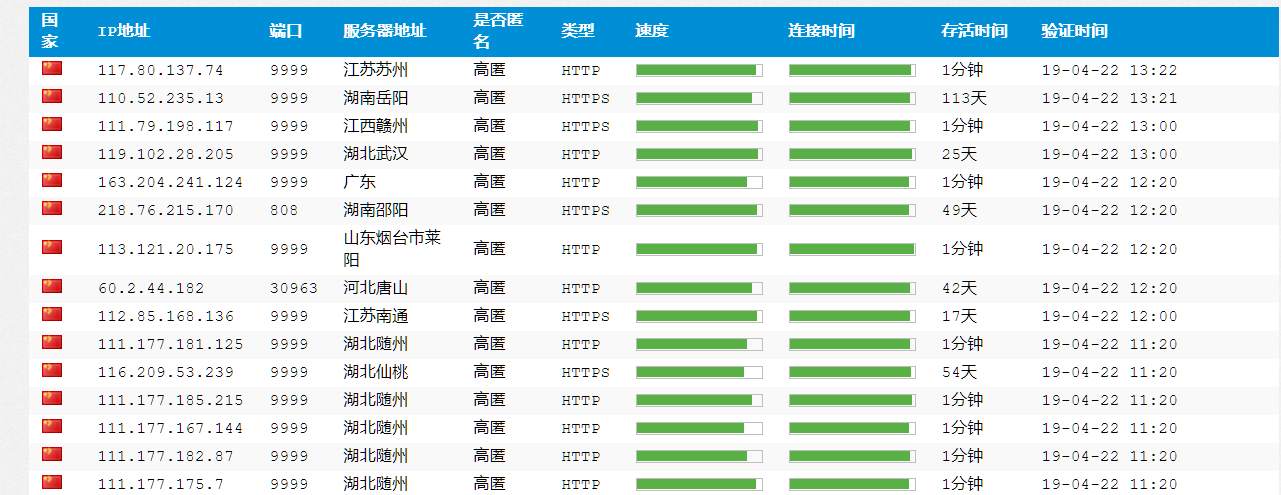 国家 IP地址 端口 服务器地址 是否匿名 类型 速度 连接时间 存活时间 验证时间
117.80.137.74 9999 江苏苏州 高匿 HTTP 1分钟 19-04-22 13:22
110.52.235.13 9999 湖南岳阳 高匿 HTTPS 113天 19-04-22 13:21
111.79.198.117 9999 江西赣州 高匿 HTTPS 1分钟 19-04-22 13:00
119.102.28.205 9999 湖北武汉 高匿 HTTP 25天 19-04-22 13:00
163.204.241.124 9999 广东 高匿 HTTP 1分钟 19-04-22 12:20
218.76.215.170 808 湖南邵阳 高匿 HTTPS 49天 19-04-22 12:20
113.121.20.175 9999 山东烟台市莱阳 高匿 HTTP 1分钟 19-04-22 12:20
60.2.44.182 30963 河北唐山 高匿 HTTP 42天 19-04-22 12:20
112.85.168.136 9999 江苏南通 高匿 HTTPS 17天 19-04-22 12:00
111.177.181.125 9999 湖北随州 高匿 HTTP 1分钟 19-04-22 11:20
116.209.53.239 9999 湖北仙桃 高匿 HTTPS 54天 19-04-22 11:20
111.177.185.215 9999 湖北随州 高匿 HTTP 1分钟 19-04-22 11:20
111.177.167.144 9999 湖北随州 高匿 HTTP 1分钟 19-04-22 11:20
111.177.182.87 9999 湖北随州 高匿 HTTP 1分钟 19-04-22 11:20
111.177.175.7 9999 湖北随州 高匿 HTTP 1分钟 19-04-22 11:20